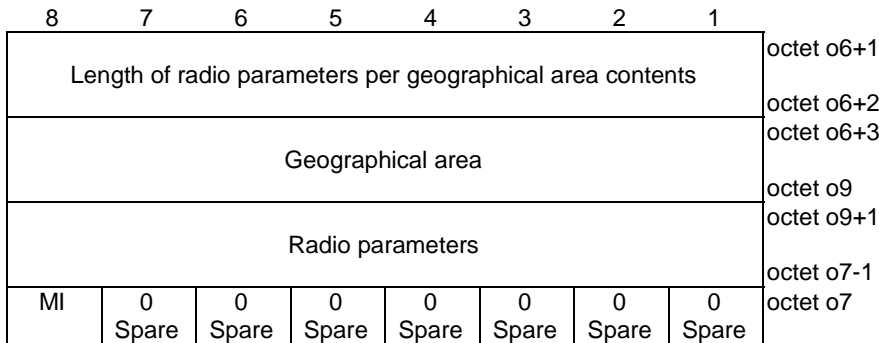 8 7 6 5 4 3 2 1
octet o6+1
Length of radio parameters per geographical area contents
octet o6+2
octet o6+3
Geographical area
octet o9
octet o9+1
Radio parameters
octet o7-1
MI 0 0 0 0 0 0 0 octet o7
Spare Spare Spare Spare Spare Spare Spare